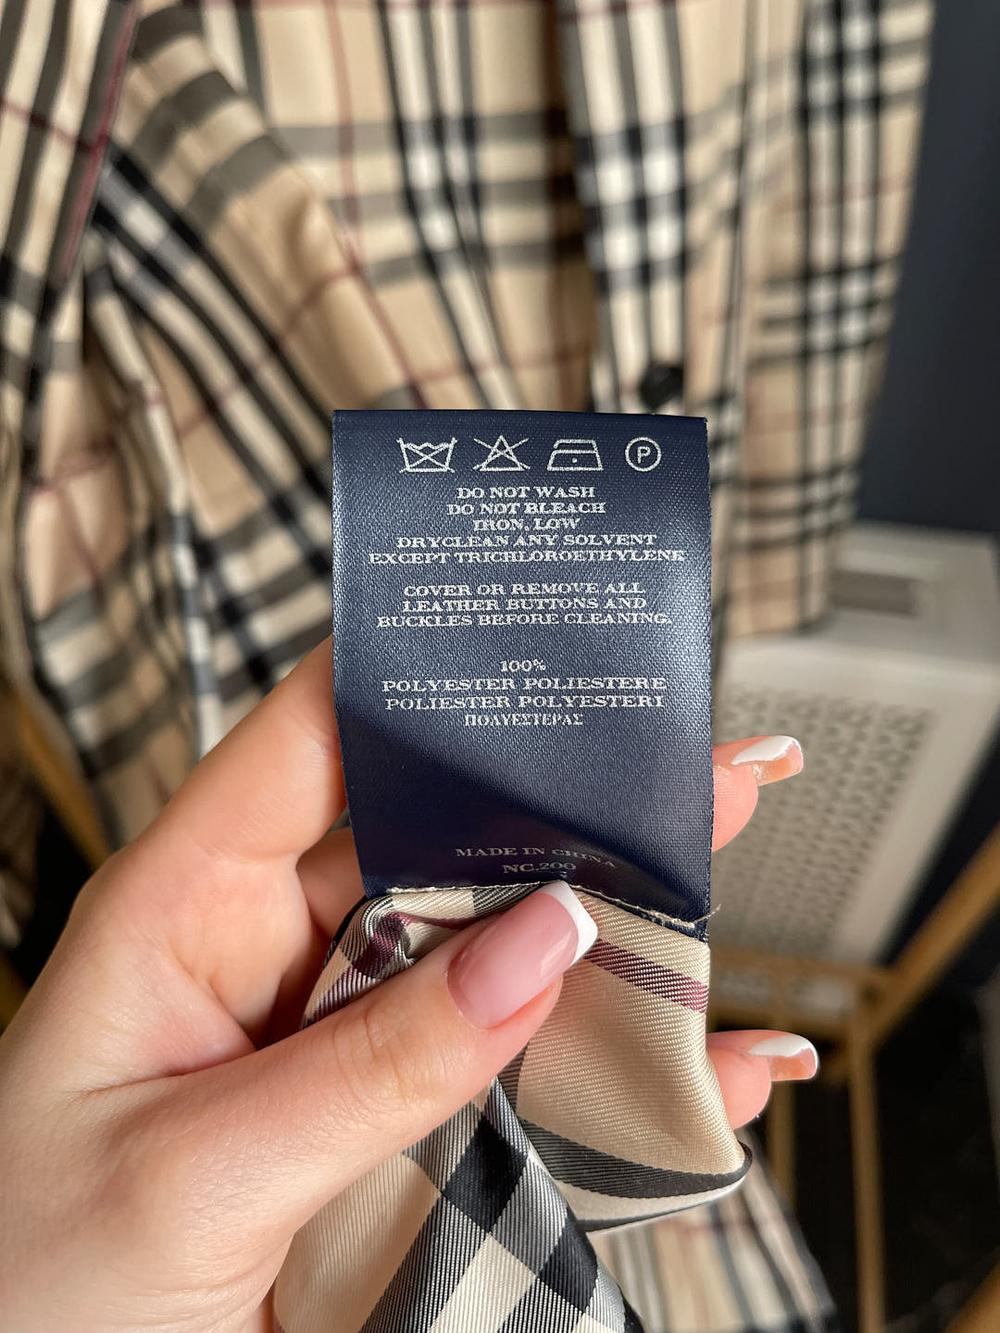 P
DO NOT WASH
DO NOT BLEACH
IRON, LOW
DRYCLEAN ANY SOLVENT
EXCEPT TRICHLOROETHYLENE
COVER OR REMOVE ALL
LEATHER BUTTONS AND
BUCKLES BEFORE CLEANING.
100%
POLYESTER POLIESTERE
POLIESTER POLYESTERI
ΠΟΛΥΕΣΤΕΡΑΣ
MADE IN CHINA
NC.200